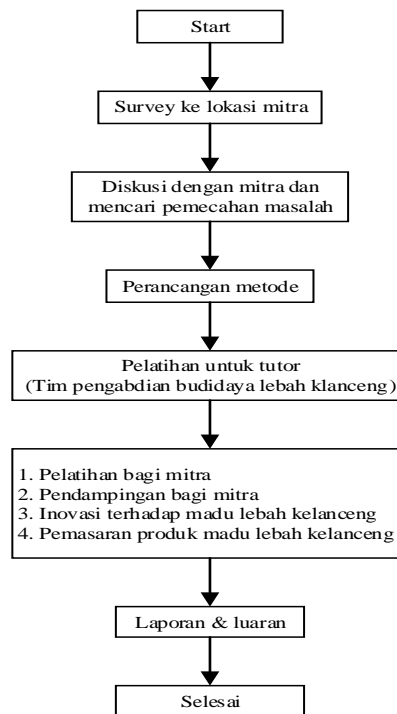 Start
Survey ke lokasi mitra
Diskusi dengan mitra dan
mencari pemecahan masalah
Perancangan metode
Pelatihan untuk tutor
(Tim pengabdian budidaya lebah klanceng)
1. Pelatihan bagi mitra
2. Pendampingan bagi mitra
3. Inovasi terhadap madu lebah kelanceng
4. Pemasaran produk madu lebah kelanceng
Laporan & luaran
Selesai